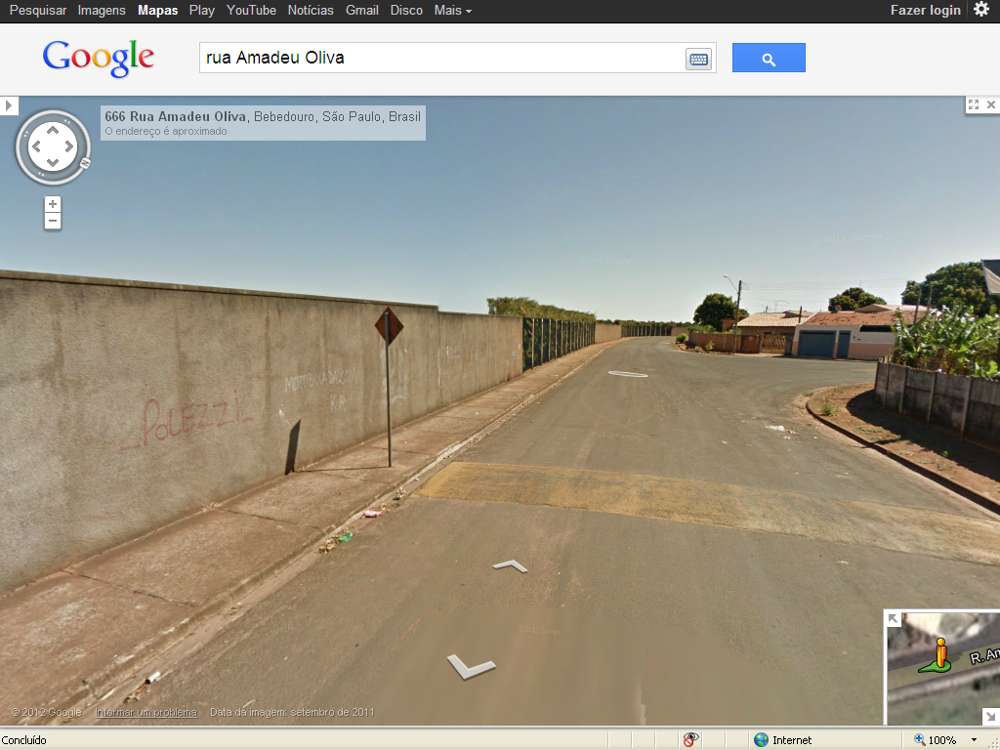 Pesquisar Imagens Mapas Play YouTube Notícias Gmail Disco Mais Fazer login
Google rua Amadeu Oliva
666 Rua Amadeu Oliva, Bebedouro, São Paulo, Brasil
O endereço é aproximado
N
+
−
© 2012 Google
POLEZZI
R. Am
© 2012 Google Informar um problema Data da imagem: setembro de 2011
Concluído Internet 100%